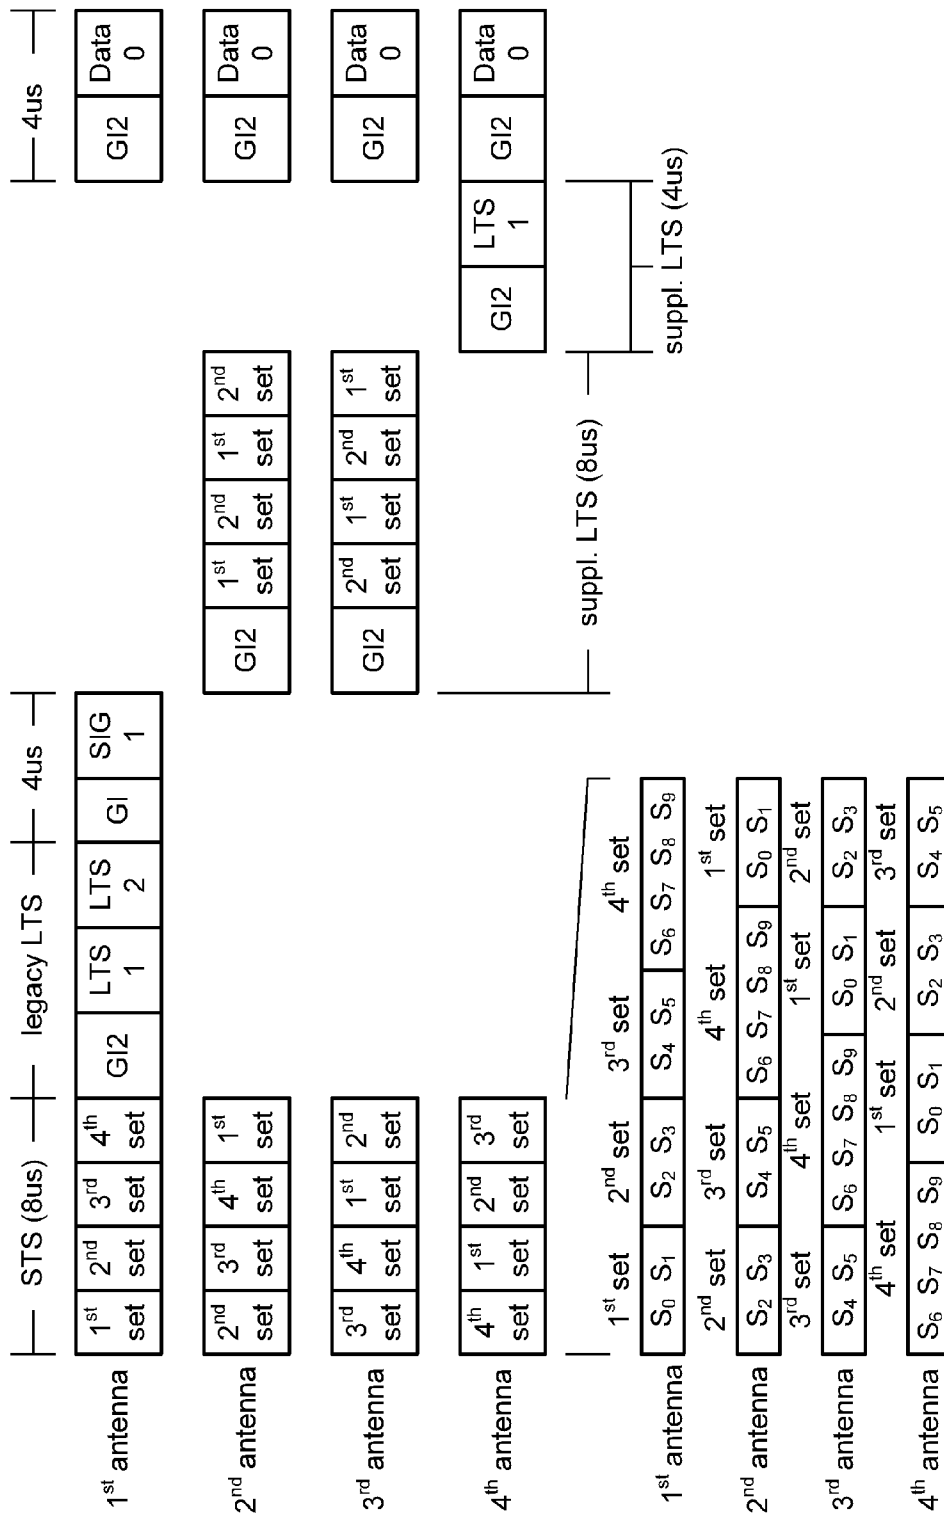 STS (8us) legacy LTS 4us 4us
1st antenna 1st set 2nd set 3rd set 4th set GI2 LTS 1 LTS 2 GI SIG 1 GI2 Data 0
2nd antenna 2nd set 3rd set 4th set 1st set GI2 1st set 2nd set 1st set 2nd set GI2 Data 0
3rd antenna 3rd set 4th set 1st set 2nd set GI2 2nd set 1st set 2nd set 1st set GI2 Data 0
4th antenna 4th set 1st set 2nd set 3rd set GI2 LTS 1 GI2 Data 0
suppl. LTS (8us)
suppl. LTS (4us)
1st set 2nd set 3rd set 4th set
1st antenna S0 S1 S2 S3 S4 S5 S6 S7 S8 S9
2nd set 3rd set 4th set 1st set
2nd antenna S2 S3 S4 S5 S6 S7 S8 S9 S0 S1
3rd set 4th set 1st set 2nd set
3rd antenna S4 S5 S6 S7 S8 S9 S0 S1 S2 S3
4th set 1st set 2nd set 3rd set
4th antenna S6 S7 S8 S9 S0 S1 S2 S3 S4 S5